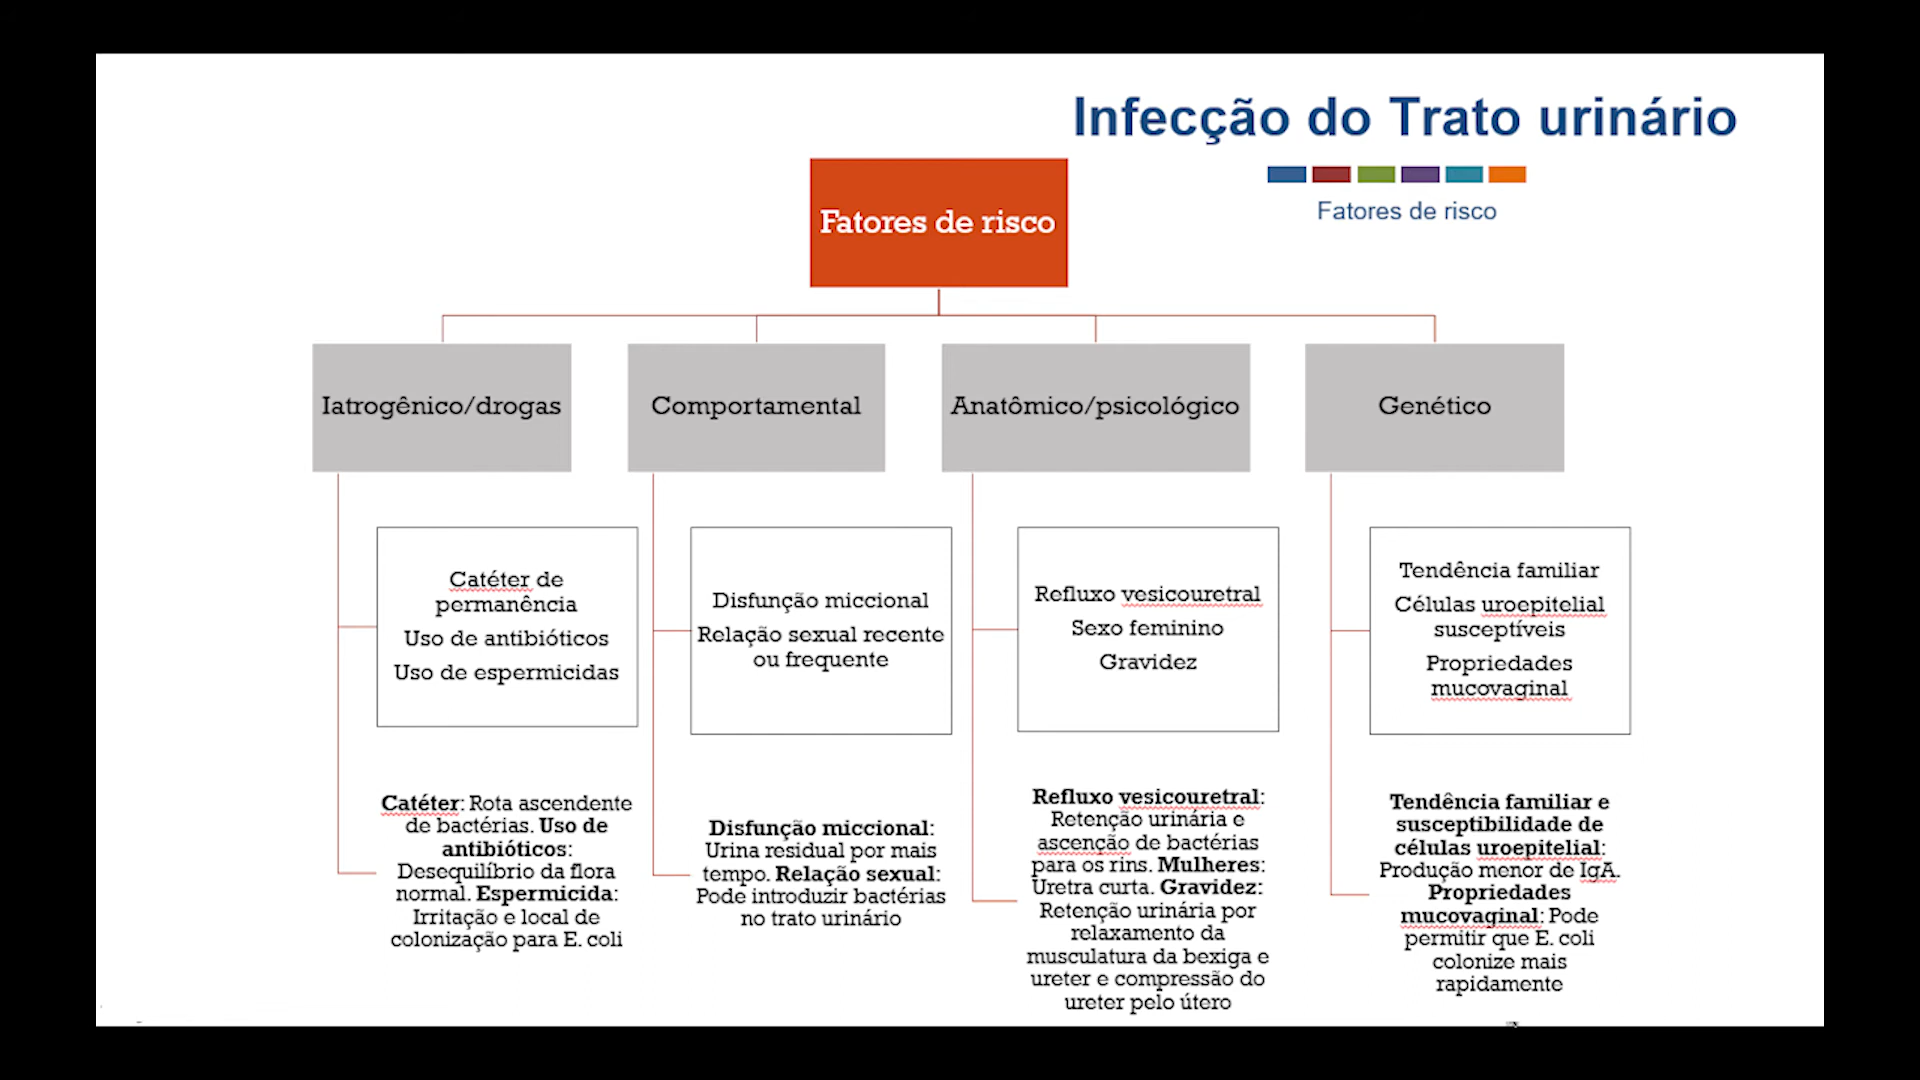 Infecção do Trato urinário
Fatores de risco
Fatores de risco
Iatrogênico/drogas
Comportamental
Anatômico/psicológico
Genético
Catéter de
permanência
Uso de antibióticos
Uso de espermicidas
Disfunção miccional
Relação sexual recente
ou frequente
Refluxo vesicouretral
Sexo feminino
Gravidez
Tendência familiar
Células uroepitelial
susceptíveis
Propriedades
mucovaginal
Catéter: Rota ascendente
de bactérias. Uso de
antibióticos:
Desequilíbrio da flora
normal. Espermicida:
Irritação e local de
colonização para E. coli
Disfunção miccional:
Urina residual por mais
tempo. Relação sexual:
Pode introduzir bactérias
no trato urinário
Refluxo vesicouretral:
Retenção urinária e
ascenção de bactérias
para os rins. Mulheres:
Uretra curta. Gravidez:
Retenção urinária por
relaxamento da
musculatura da bexiga e
ureter e compressão do
ureter pelo útero
Tendência familiar e
susceptibilidade de
células uroepitelial:
Produção menor de IgA.
Propriedades
mucovaginal: Pode
permitir que E. coli
colonize mais
rapidamente